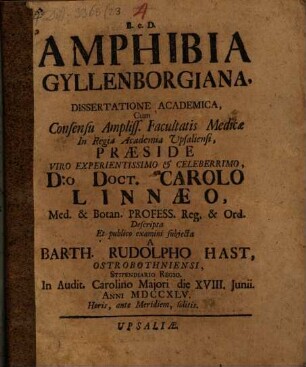 B. c. D.
AMPHIBIA
GYLLENBORGIANA,
DISSERTATIONE ACADEMICA,
Cum
Consensu Ampliss. Facultatis Medicæ
In Regia Academia Upsaliensi,
PRÆSIDE
VIRO EXPERIENTISSIMO & CELEBERRIMO,
D:o DOCT. CAROLO
LINNÆO,
Med. & Botan. PROFESS. Reg. & Ord.
Descripta
Et publico examini subjecta
A
BARTH. RUDOLPHO HAST,
OSTROBOTHNIENSI,
STIPENDIARIO REGIO.
In Audit. Carolino Majori die XVIII. Junii.
ANNI MDCCXLV.
Horis, ante Meridiem, solitis.
UPSALIÆ.